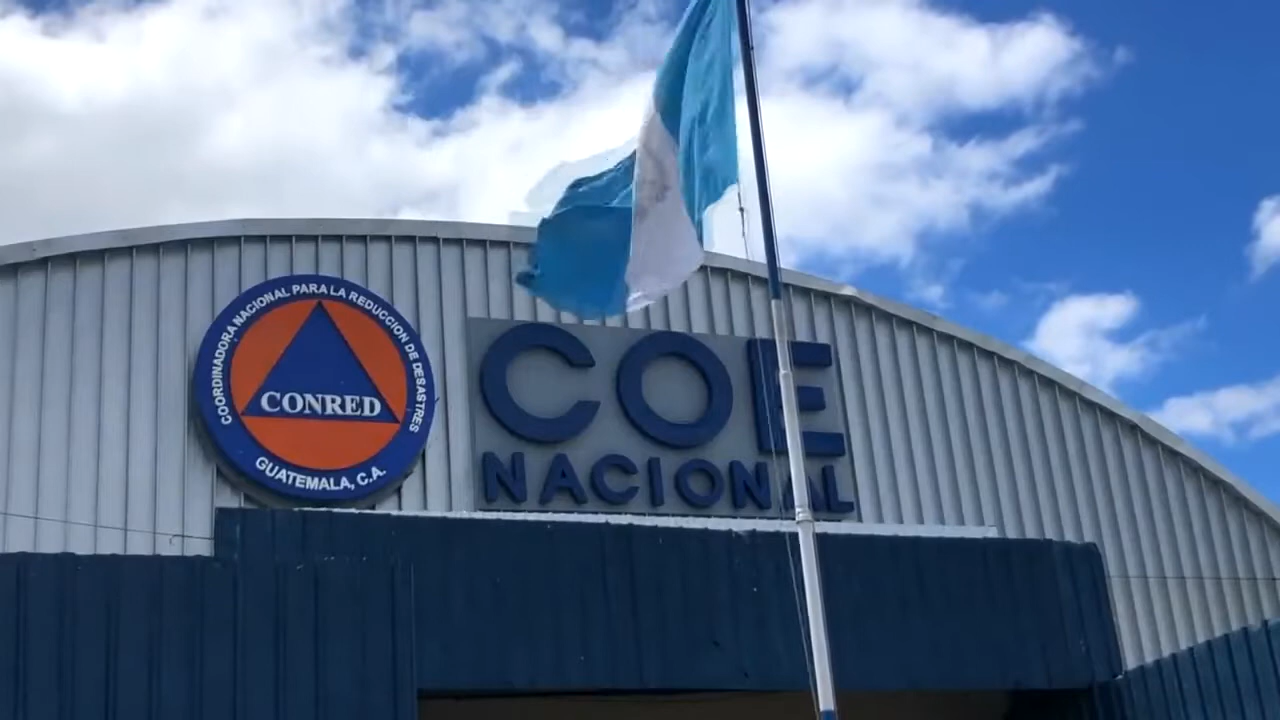 COORDINADORA NACIONAL PARA LA REDUCCION DE DESASTRES
CONRED
GUATEMALA, C.A.
COE
NACIONAL